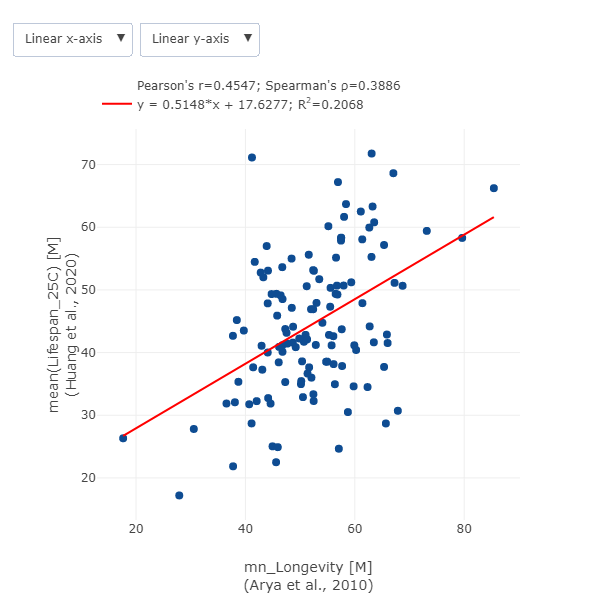 Linear x-axis ▼ Linear y-axis ▼
Pearson's r=0.4547; Spearman's ρ=0.3886
y = 0.5148*x + 17.6277; R²=0.2068
70
60
50
40
30
20
mean(Lifespan_25C) [M]
(Huang et al., 2020)
20 40 60 80
mn_Longevity [M]
(Arya et al., 2010)